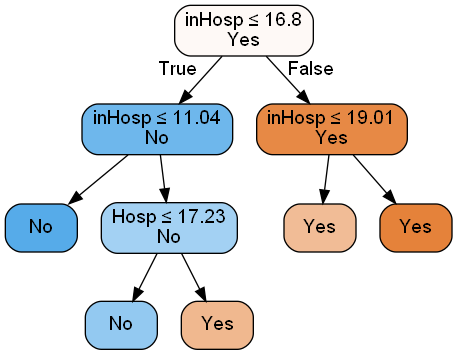 inHosp ≤ 16.8
Yes
True
False
inHosp ≤ 11.04
No
inHosp ≤ 19.01
Yes
No
Hosp ≤ 17.23
No
Yes
Yes
No
Yes